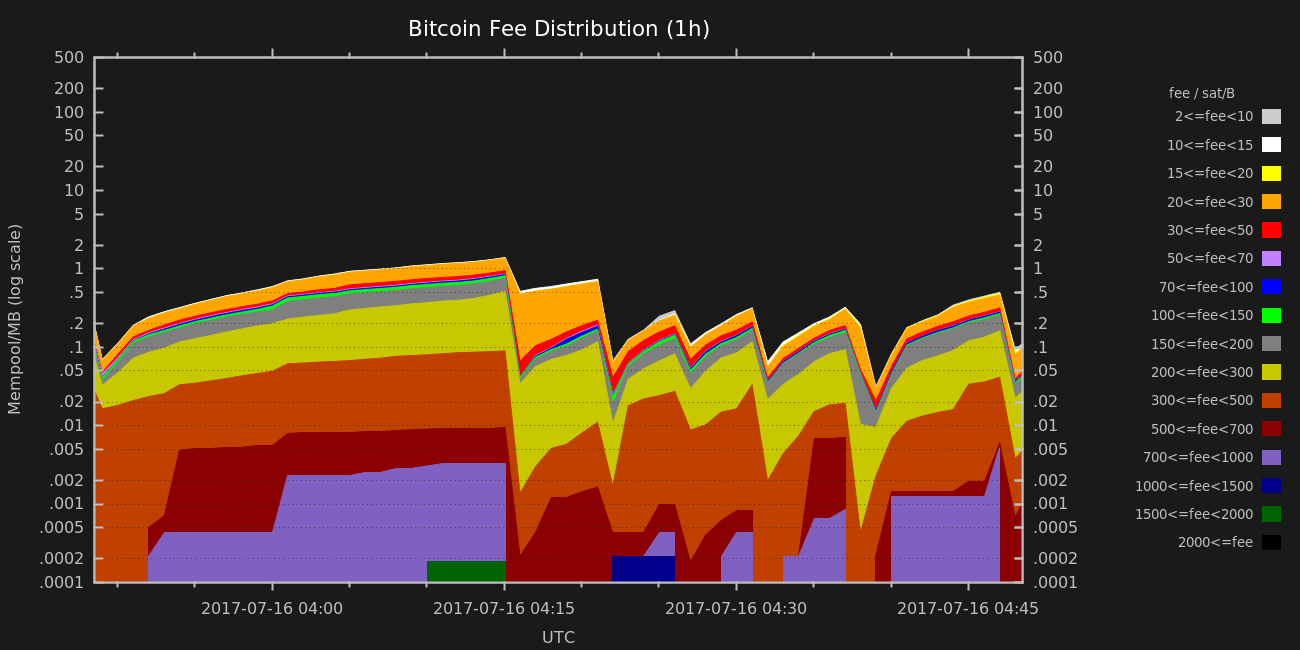 Bitcoin Fee Distribution (1h)
500
200
100
50
20
10
5
2
1
.5
.2
.1
.05
.02
.01
.005
.002
.001
.0005
.0002
.0001
Mempool/MB (log scale)
500
200
100
50
20
10
5
2
1
.5
.2
.1
.05
.02
.01
.005
.002
.001
.0005
.0002
.0001
2017-07-16 04:00
2017-07-16 04:15
2017-07-16 04:30
2017-07-16 04:45
UTC
fee / sat/B
2<=fee<10
10<=fee<15
15<=fee<20
20<=fee<30
30<=fee<50
50<=fee<70
70<=fee<100
100<=fee<150
150<=fee<200
200<=fee<300
300<=fee<500
500<=fee<700
700<=fee<1000
1000<=fee<1500
1500<=fee<2000
2000<=fee